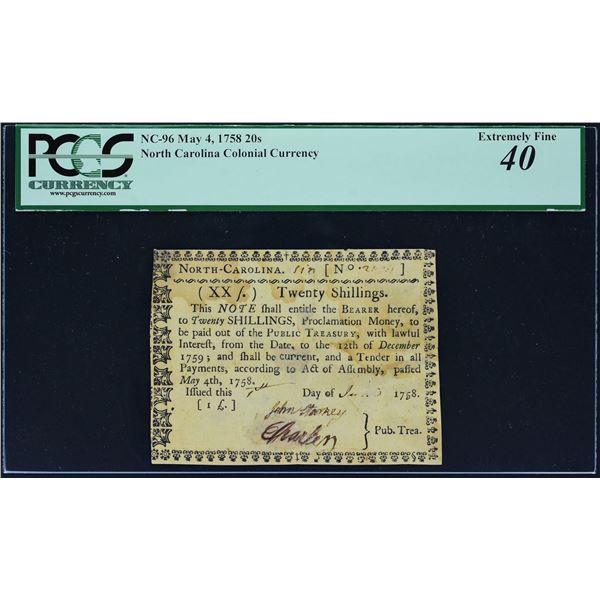 PCGS
CURRENCY
www.pcgscurrency.com
NC-96 May 4, 1758 20s
North Carolina Colonial Currency
Extremely Fine
40
NORTH-CAROLINA. [No. ]
(XX ſ.) Twenty Shillings.
This NOTE ſhall entitle the BEARER hereof,
to Twenty SHILLINGS, Proclamation Money, to
be paid out of the PUBLIC TREASURY, with lawful
Intereſt, from the Date, to the 12th of December
1759; and ſhall be current, and a Tender in all
Payments, according to Act of Aſſembly, paſſed
May 4th, 1758.
Iſſued this Day of 1758.
[1 £.]
John Starkey
} Pub. Trea.